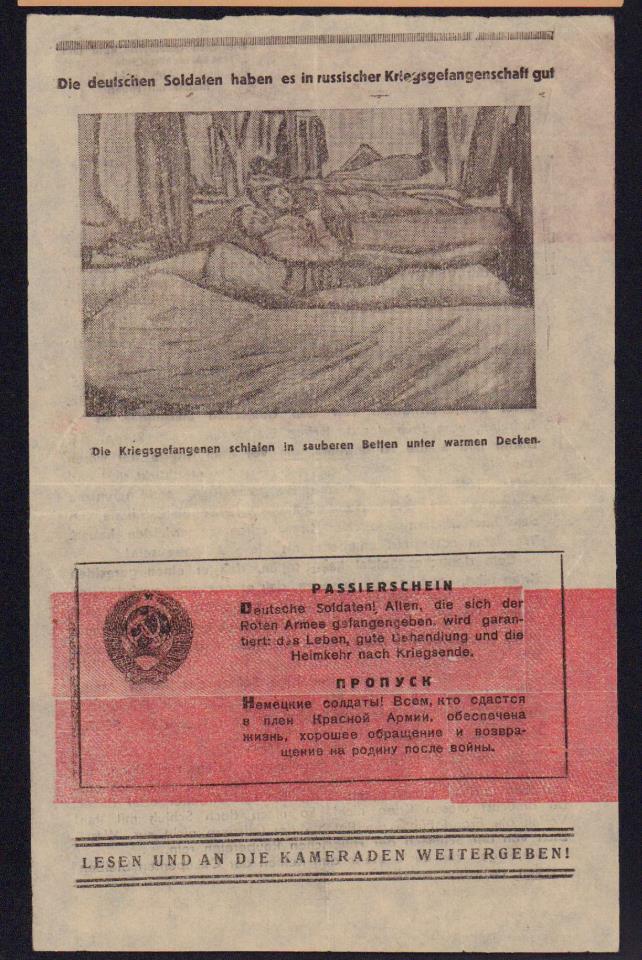 Die deutschen Soldaten haben es in russischer Kriegsgefangenschaft gut
Die Kriegsgefangenen schlafen in sauberen Betten unter warmen Decken.
PASSIERSCHEIN
Deutsche Soldaten! Allen, die sich der
Roten Armee gefangengeben, wird garan-
tiert: das Leben, gute Behandlung und die
Heimkehr nach Kriegsende.
ПРОПУСК
Немецкие солдаты! Всем, кто сдастся
в плен Красной Армии, обеспечена
жизнь, хорошее обращение и возвра-
щение на родину после войны.
LESEN UND AN DIE KAMERADEN WEITERGEBEN!